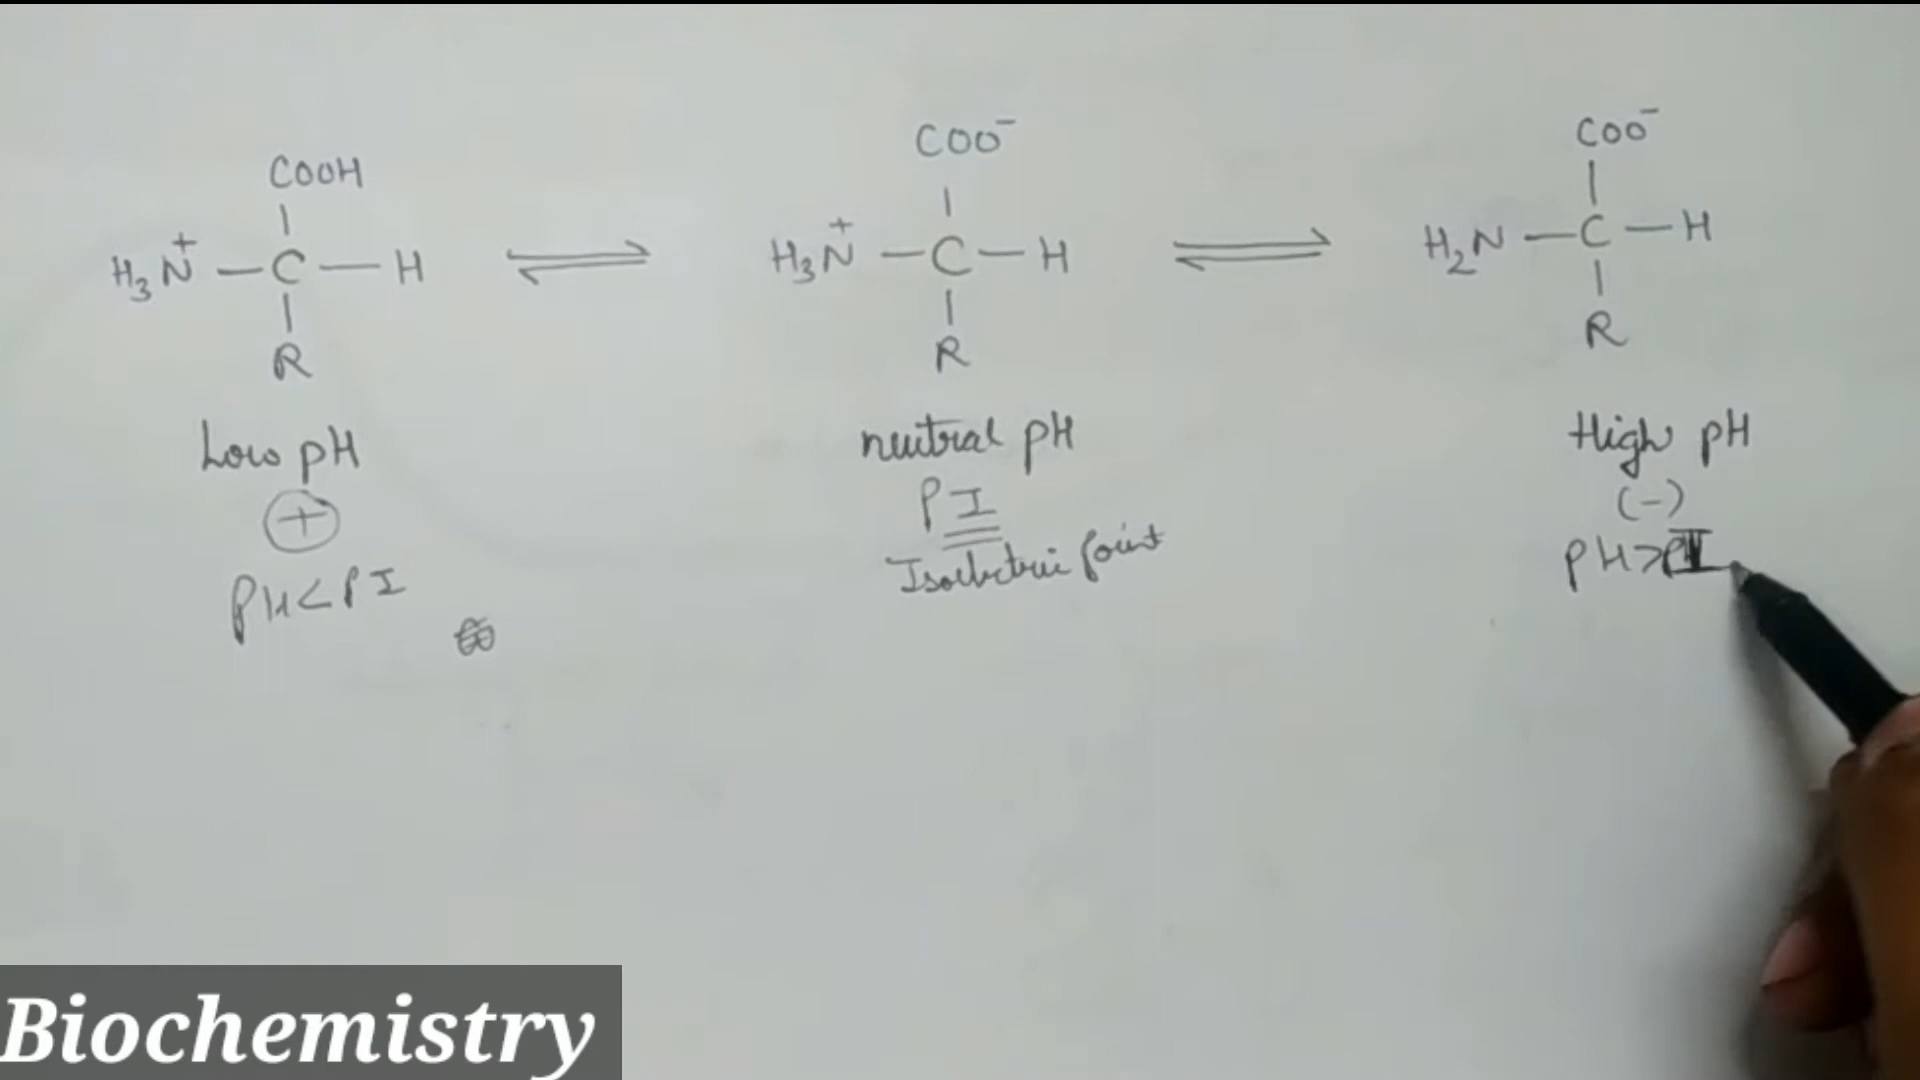 COOH
H₃N⁺ — C — H
R
Low pH
+
PH < PI
⇌
COO⁻
H₃N⁺ — C — H
R
neutral pH
PI
Isoelectric point
⇌
COO⁻
H₂N — C — H
R
High pH
(-)
PH > PI
Biochemistry